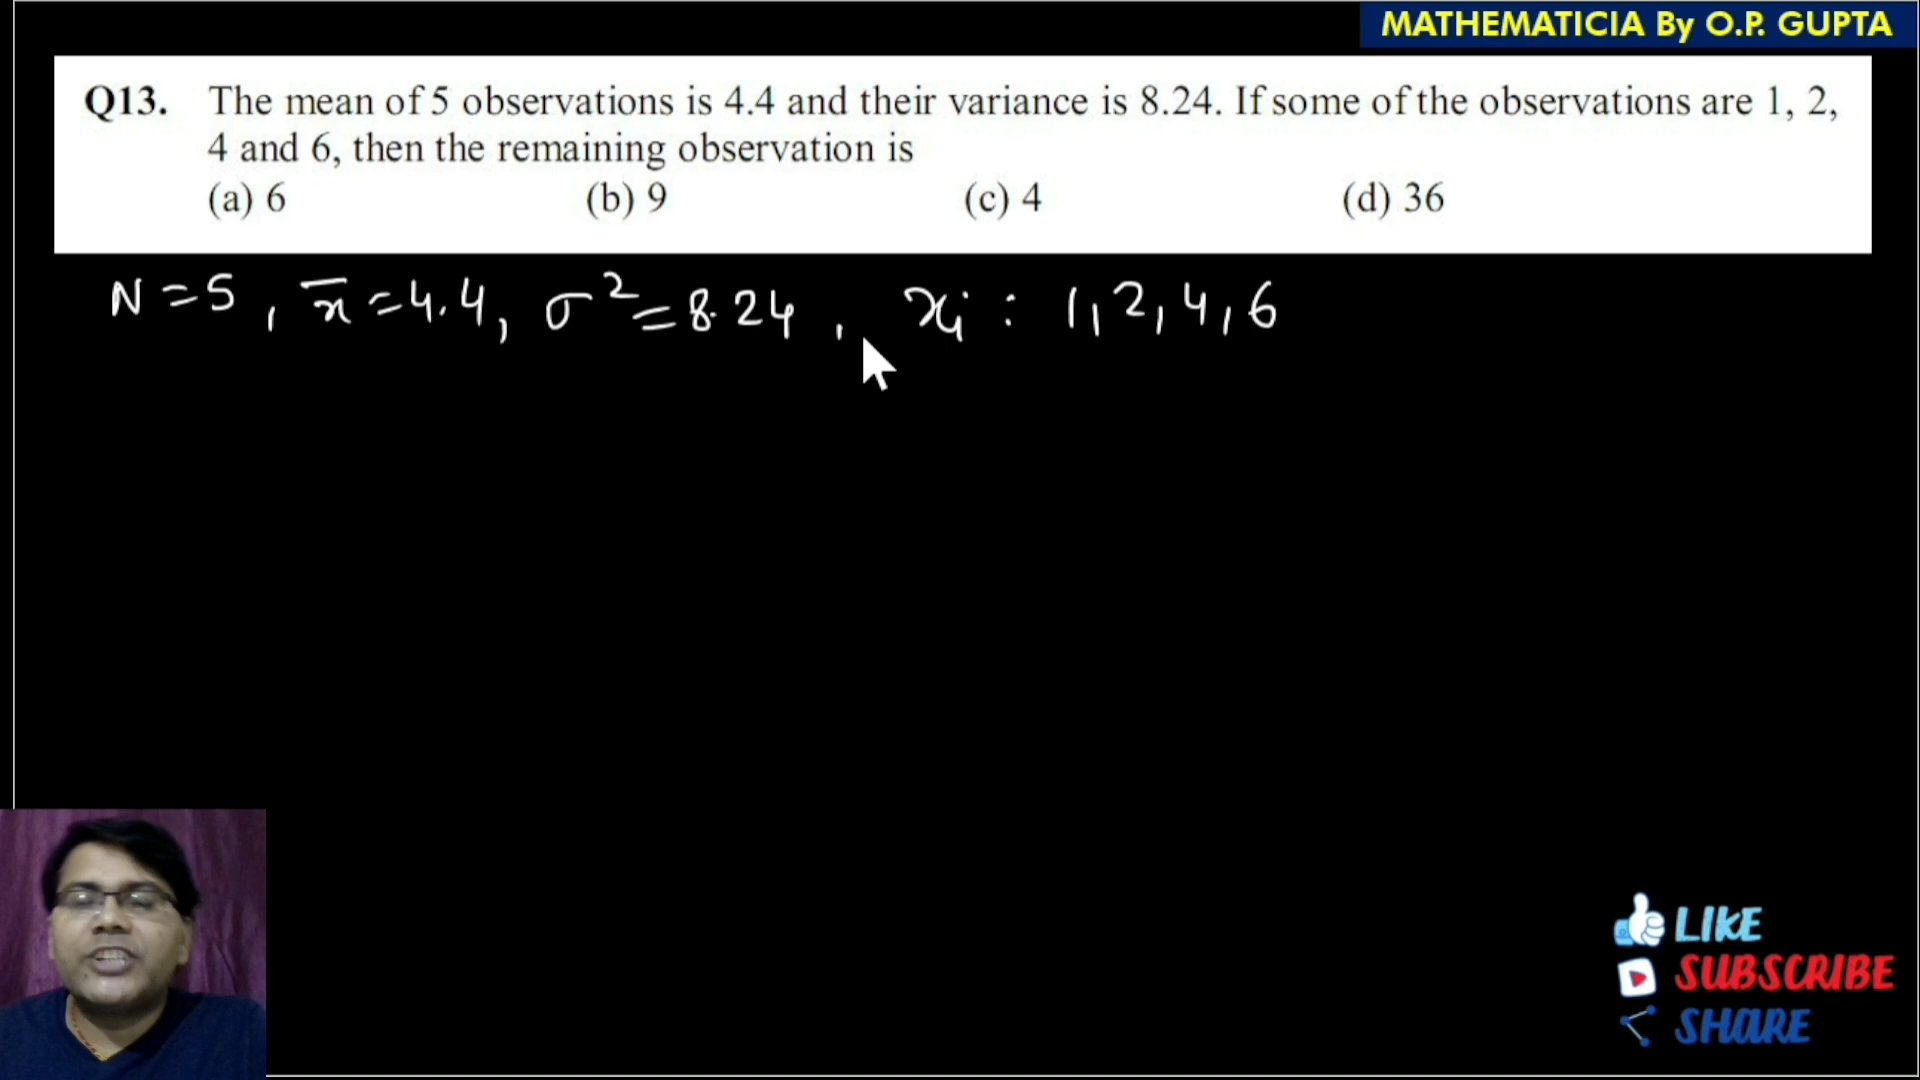 MATHEMATICIA By O.P. GUPTA
Q13. The mean of 5 observations is 4.4 and their variance is 8.24. If some of the observations are 1, 2,
4 and 6, then the remaining observation is
(a) 6 (b) 9 (c) 4 (d) 36
N = 5 , x̄ = 4.4, σ² = 8.24 , xᵢ : 1, 2, 4, 6
LIKE
SUBSCRIBE
SHARE